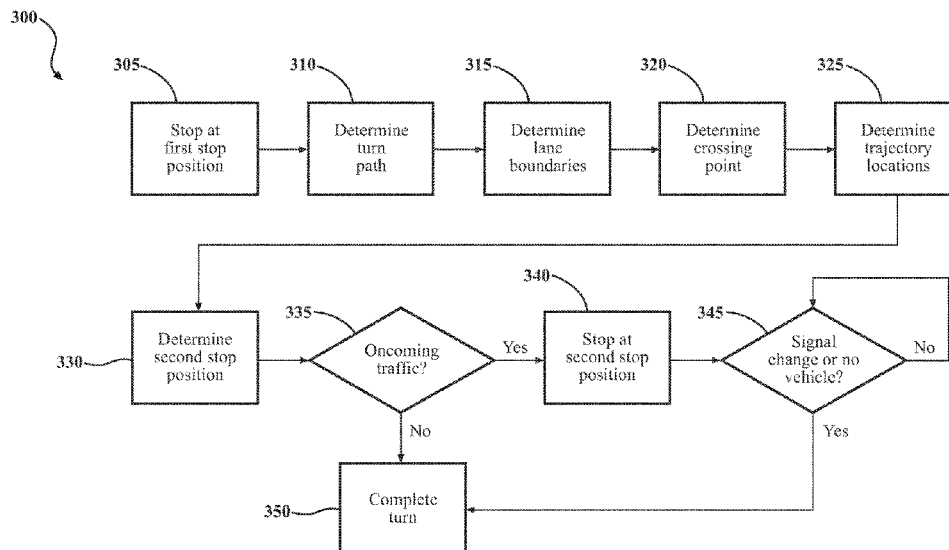 300
305
310
315
320
325
Stop at
first stop
position
Determine
turn
path
Determine
lane
boundaries
Determine
crossing
point
Determine
trajectory
locations
330
Determine
second stop
position
335
Oncoming
traffic?
Yes
No
340
Stop at
second stop
position
345
Signal
change or no
vehicle?
No
Yes
350
Complete
turn